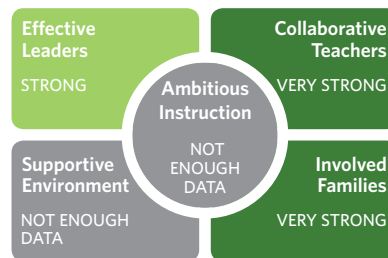 Effective
Leaders
STRONG
Collaborative
Teachers
VERY STRONG
Ambitious
Instruction
NOT
ENOUGH
DATA
Supportive
Environment
NOT ENOUGH
DATA
Involved
Families
VERY STRONG